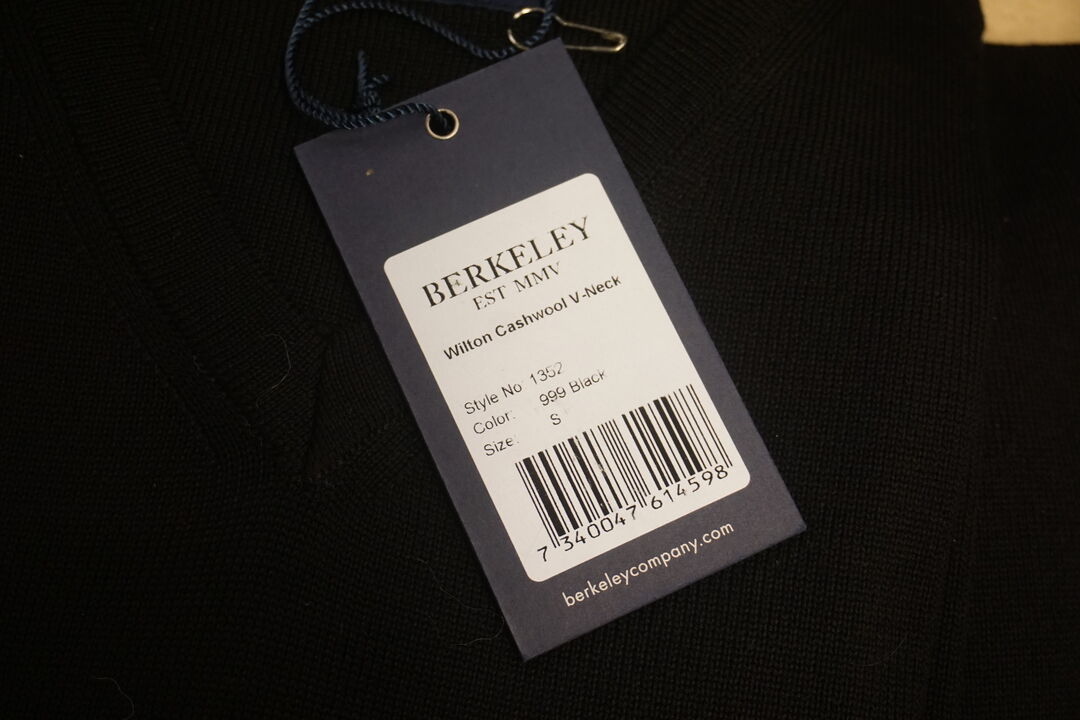 BERKELEY
EST MMV
Wilton Cashwool V-Neck
Style No: 1352
Color: 999 Black
Size: S
7 340047 614598
berkeleycompany.com